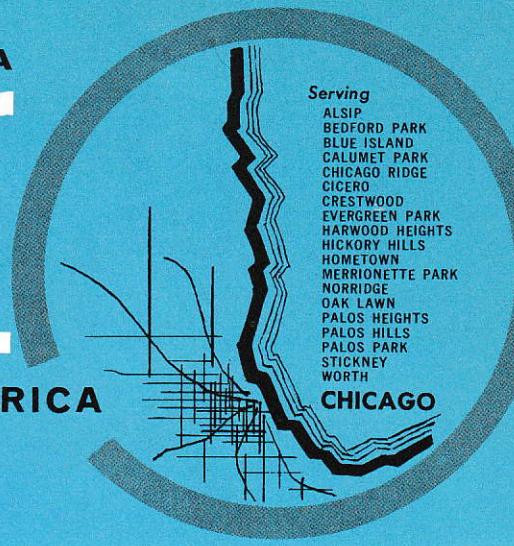 A
RICA
Serving
ALSIP
BEDFORD PARK
BLUE ISLAND
CALUMET PARK
CHICAGO RIDGE
CICERO
CRESTWOOD
EVERGREEN PARK
HARWOOD HEIGHTS
HICKORY HILLS
HOMETOWN
MERRIONETTE PARK
NORRIDGE
OAK LAWN
PALOS HEIGHTS
PALOS HILLS
PALOS PARK
STICKNEY
WORTH
CHICAGO